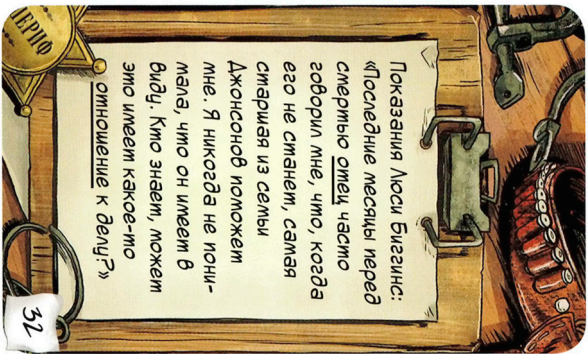 Показания Люси Биггинс:
«Последние месяцы перед
смертью отец часто
говорил мне, что, когда
его не станет, самая
старшая из семьи
Джонсонов поможет
мне. Я никогда не пони-
мала, что он имеет в
виду. Кто знает, может
это имеет какое-то
отношение к делу?»
32